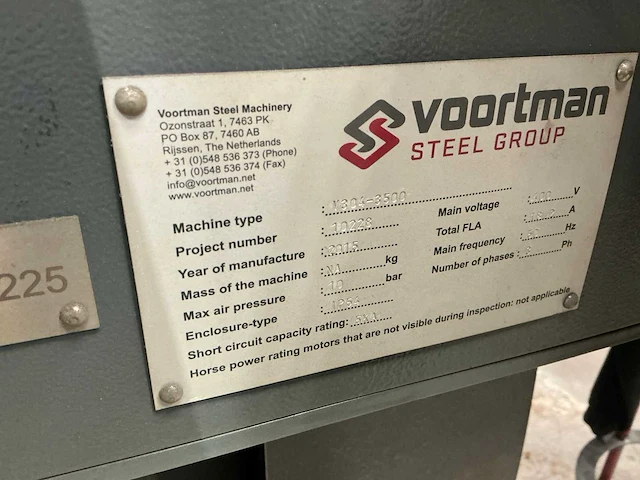 Voortman Steel Machinery
Ozonstraat 1, 7463 PK
PO Box 87, 7460 AB
Rijssen, The Netherlands
+ 31 (0)548 536 373 (Phone)
+ 31 (0)548 536 374 (Fax)
info@voortman.net
www.voortman.net
voortman
STEEL GROUP
Machine type :
Project number : 10228
Year of manufacture : 2015
Mass of the machine : kg
Max air pressure : 10 bar
Enclosure-type :
Short circuit capacity rating: 5KA
Horse power rating motors that are not visible during inspection: not applicable
Main voltage : V
Total FLA : A
Main frequency : Hz
Number of phases : Ph
225